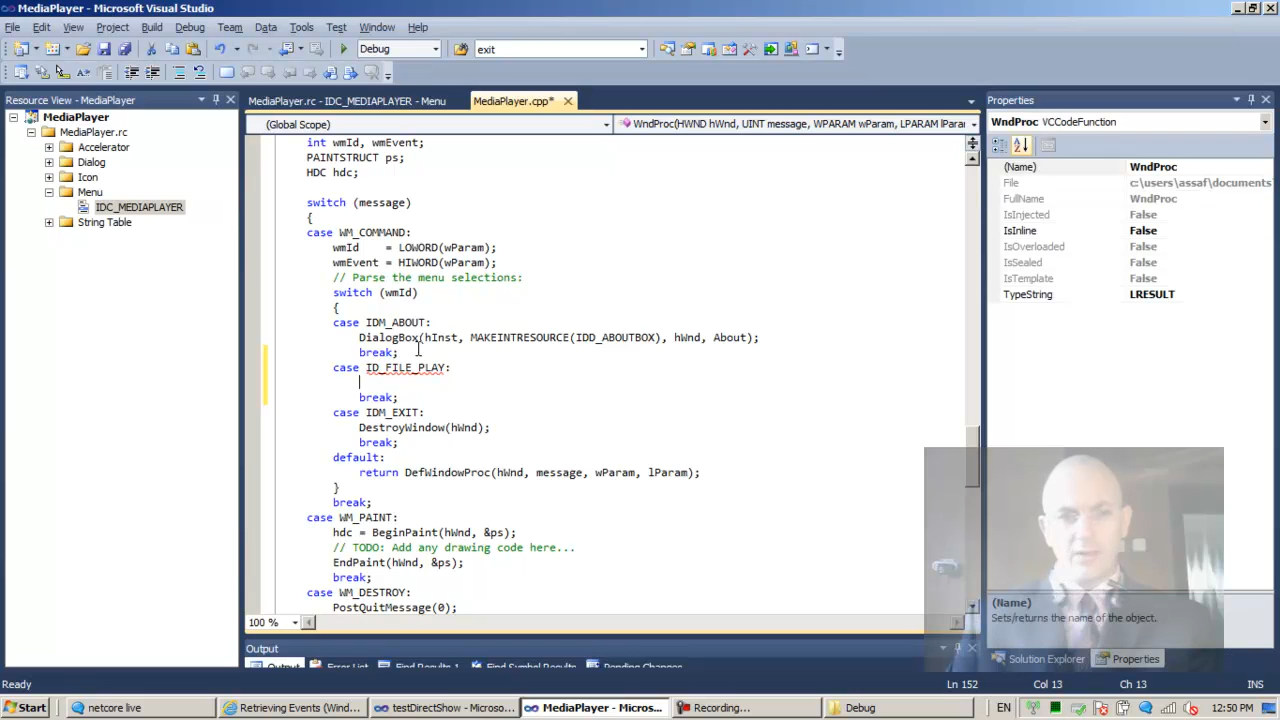 MediaPlayer - Microsoft Visual Studio
File Edit View Project Build Debug Team Data Tools Test Window Help
Debug exit
Resource View - MediaPlayer
MediaPlayer
MediaPlayer.rc
Accelerator
Dialog
Icon
Menu
IDC_MEDIAPLAYER
String Table
MediaPlayer.rc - IDC_MEDIAPLAYER - Menu MediaPlayer.cpp*
(Global Scope) WndProc(HWND hWnd, UINT message, WPARAM wParam, LPARAM lParam
int wmId, wmEvent;
PAINTSTRUCT ps;
HDC hdc;
switch (message)
{
case WM_COMMAND:
wmId    = LOWORD(wParam);
wmEvent = HIWORD(wParam);
// Parse the menu selections:
switch (wmId)
{
case IDM_ABOUT:
DialogBox(hInst, MAKEINTRESOURCE(IDD_ABOUTBOX), hWnd, About);
break;
case ID_FILE_PLAY:
break;
case IDM_EXIT:
DestroyWindow(hWnd);
break;
default:
return DefWindowProc(hWnd, message, wParam, lParam);
}
break;
case WM_PAINT:
hdc = BeginPaint(hWnd, &ps);
// TODO: Add any drawing code here...
EndPaint(hWnd, &ps);
break;
case WM_DESTROY:
PostQuitMessage(0);
100 %
Output
Output Error List Find Results 1 Find Symbol Results Pending Changes
Properties
WndProc VCCodeFunction
(Name) WndProc
File c:\users\assaf\documents
FullName WndProc
IsInjected False
IsInline False
IsOverloaded False
IsSealed False
IsTemplate False
TypeString LRESULT
(Name)
Sets/returns the name of the object.
Solution Explorer Properties
Ready Ln 152 Col 13 Ch 13 INS
Start netcore live Retrieving Events (Wind... testDirectShow - Microso... MediaPlayer - Micros... Recording... Debug EN 12:50 PM